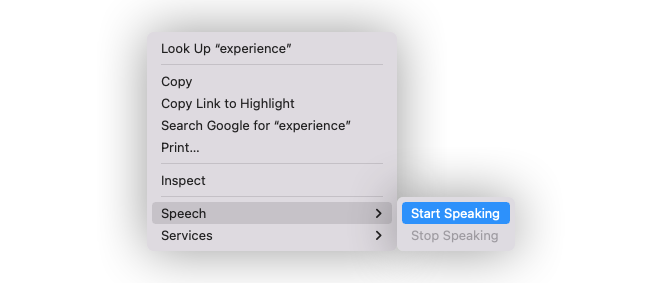 Look Up “experience”
Copy
Copy Link to Highlight
Search Google for “experience”
Print...
Inspect
Speech
Start Speaking
Services
Stop Speaking